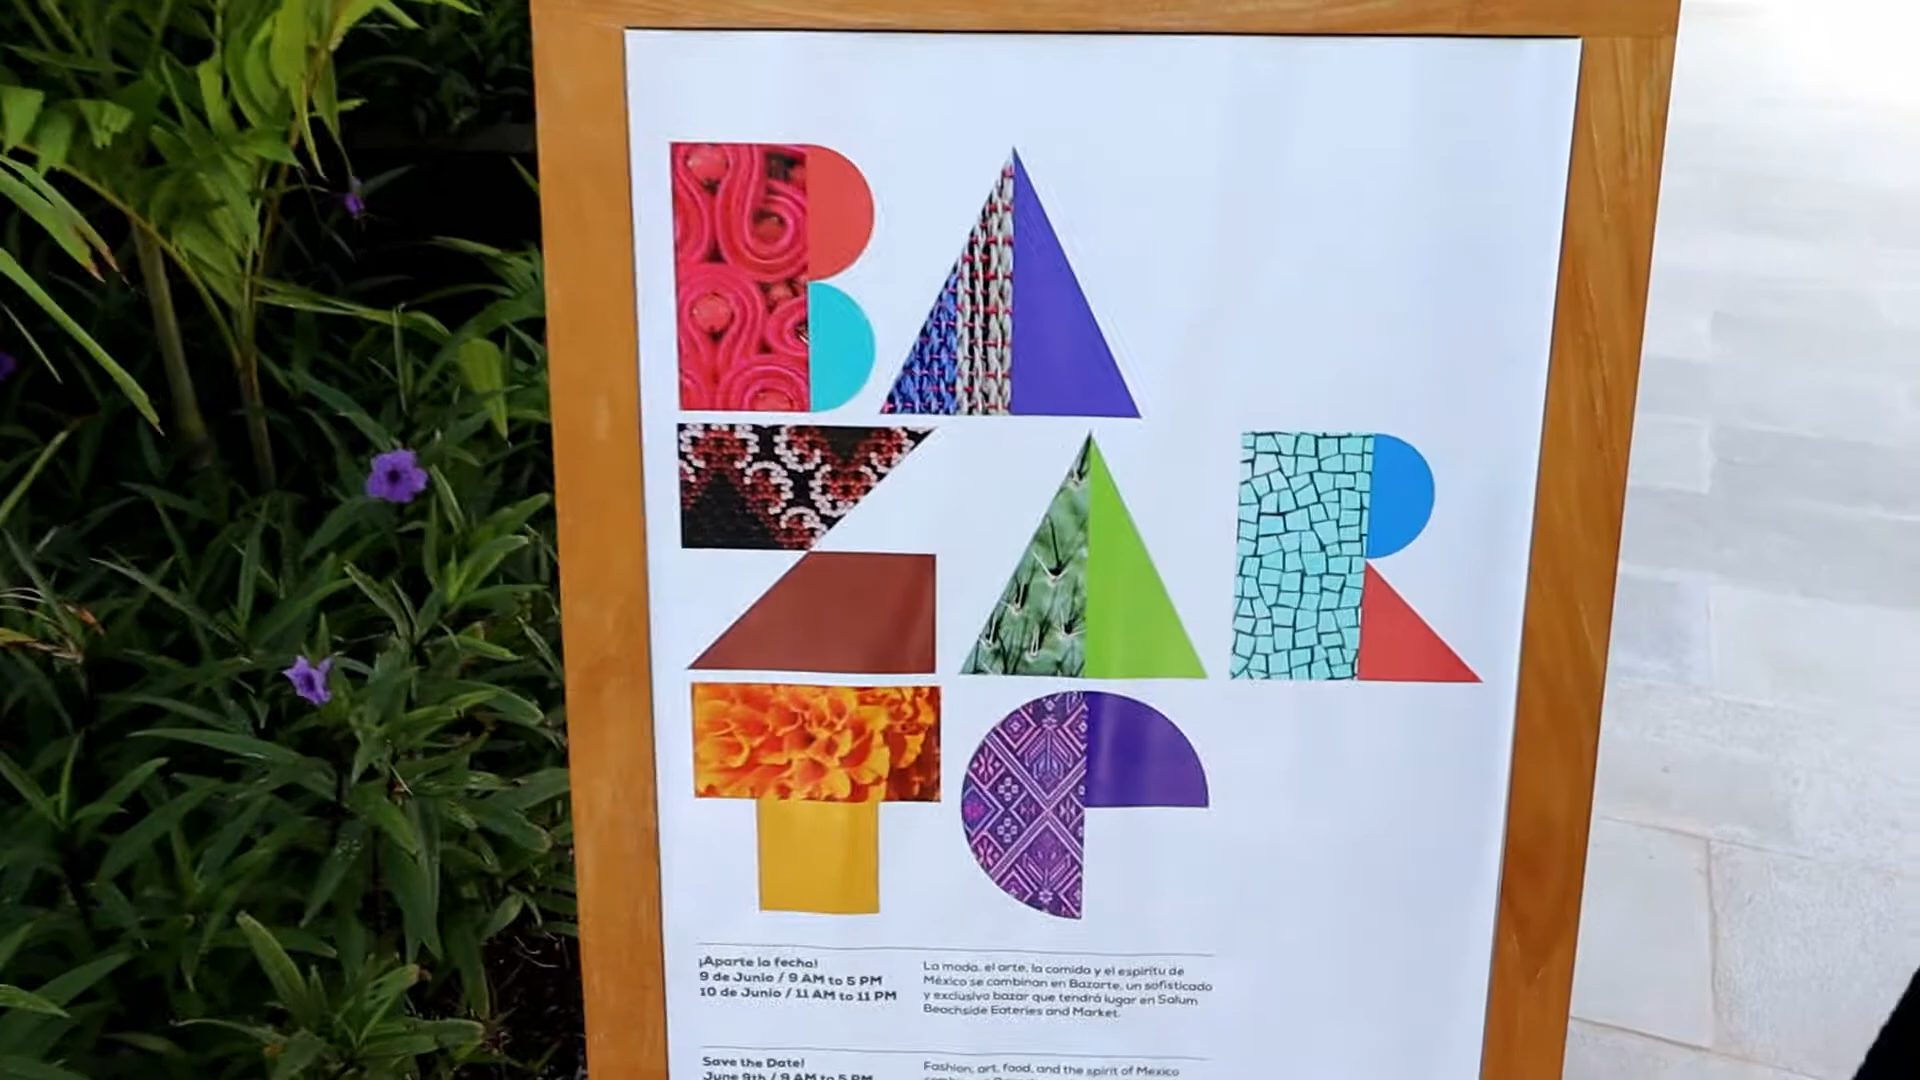 BA
ZAR
TE
¡Aparte la fecha!
9 de Junio / 9 AM to 5 PM
10 de Junio / 11 AM to 11 PM
La moda, el arte, la comida y el espíritu de
México se combinan en Bazarte, un sofisticado
y exclusivo bazar que tendrá lugar en Salum
Beachside Eateries and Market.
Save the Date!
June 9th / 9 AM to 5 PM
Fashion, art, food, and the spirit of Mexico